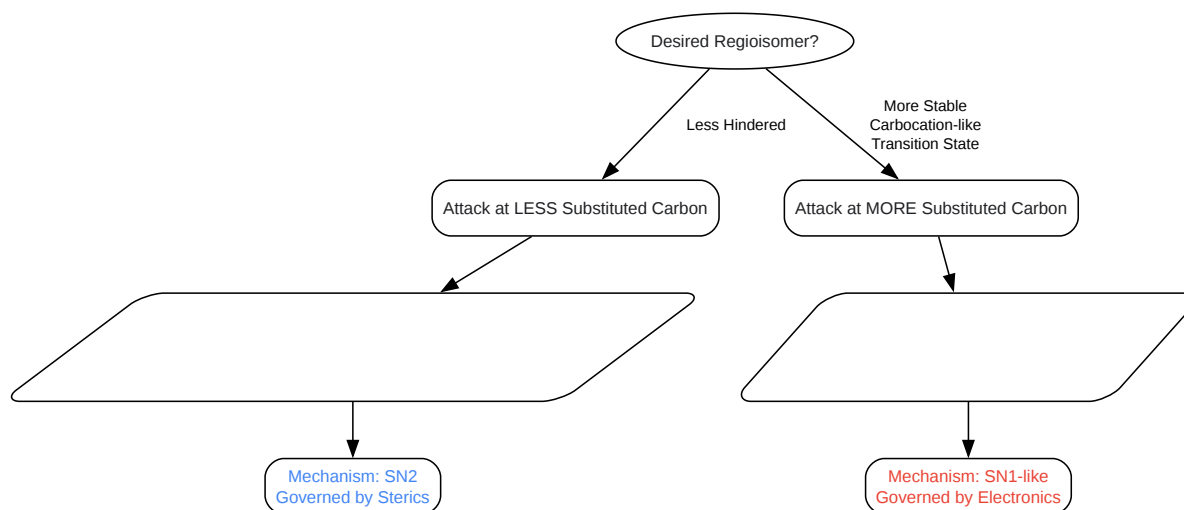 Desired Regioisomer?
Less Hindered
More Stable
Carbocation-like
Transition State
Attack at LESS Substituted Carbon
Attack at MORE Substituted Carbon
Mechanism: SN2
Governed by Sterics
Mechanism: SN1-like
Governed by Electronics